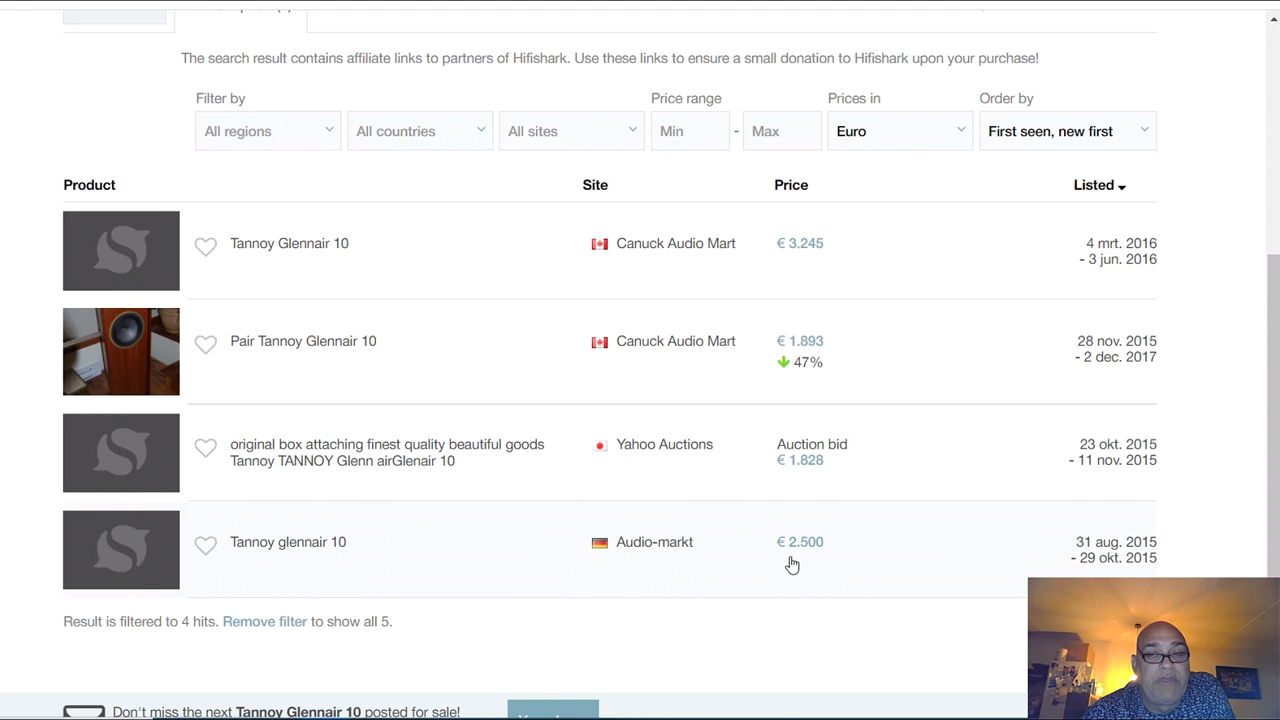 The search result contains affiliate links to partners of Hifishark. Use these links to ensure a small donation to Hifishark upon your purchase!
Filter by
Price range
Prices in
Order by
All regions
All countries
All sites
Min
-
Max
Euro
First seen, new first
Product
Site
Price
Listed
Tannoy Glennair 10
Canuck Audio Mart
€ 3.245
4 mrt. 2016
- 3 jun. 2016
Pair Tannoy Glennair 10
Canuck Audio Mart
€ 1.893
47%
28 nov. 2015
- 2 dec. 2017
original box attaching finest quality beautiful goods
Tannoy TANNOY Glenn airGlenair 10
Yahoo Auctions
Auction bid
€ 1.828
23 okt. 2015
- 11 nov. 2015
Tannoy glennair 10
Audio-markt
€ 2.500
31 aug. 2015
- 29 okt. 2015
Result is filtered to 4 hits. Remove filter to show all 5.
Don't miss the next Tannoy Glennair 10 posted for sale!